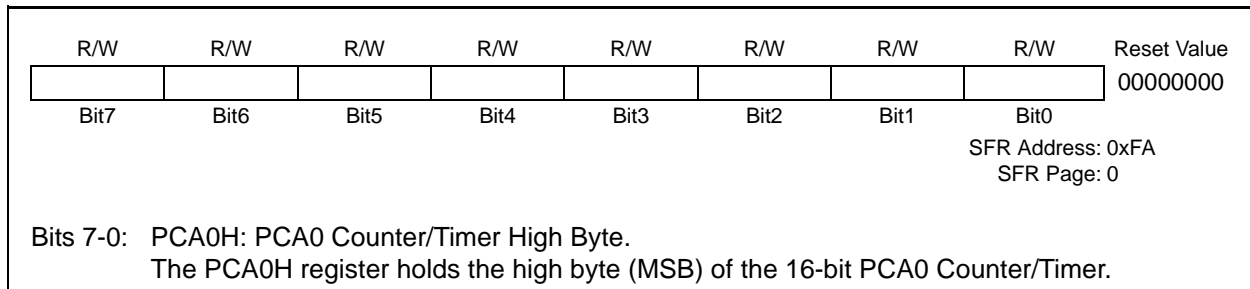 R/W R/W R/W R/W R/W R/W R/W R/W Reset Value
00000000
Bit7 Bit6 Bit5 Bit4 Bit3 Bit2 Bit1 Bit0
SFR Address: 0xFA
SFR Page: 0
Bits 7-0: PCA0H: PCA0 Counter/Timer High Byte.
The PCA0H register holds the high byte (MSB) of the 16-bit PCA0 Counter/Timer.